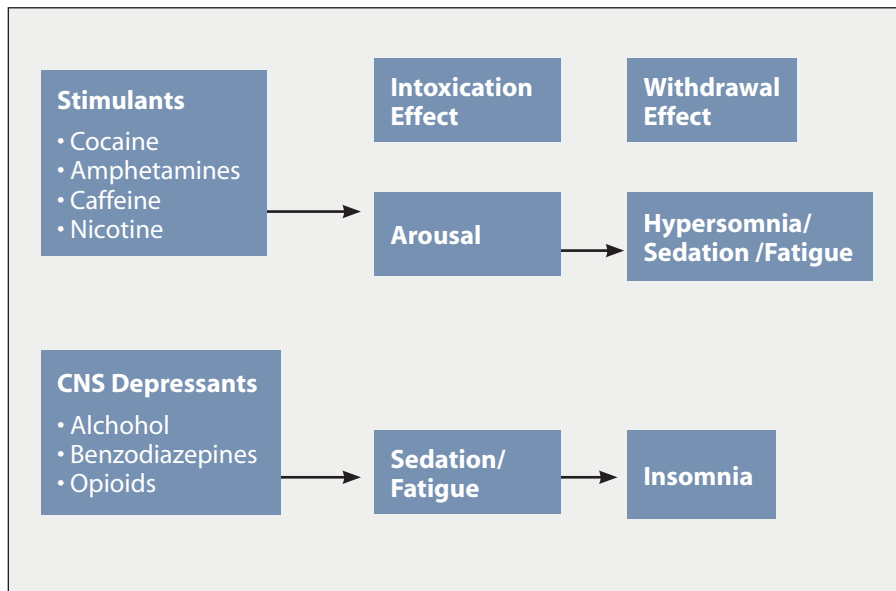 Stimulants
• Cocaine
• Amphetamines
• Caffeine
• Nicotine
Intoxication
Effect
Withdrawal
Effect
Arousal
Hypersomnia/
Sedation /Fatigue
CNS Depressants
• Alchohol
• Benzodiazepines
• Opioids
Sedation/
Fatigue
Insomnia